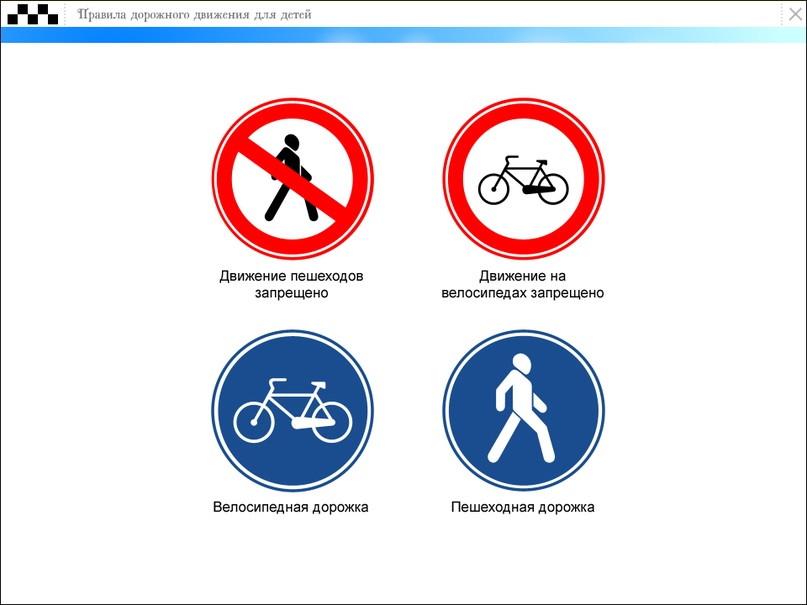 Правила дорожного движения для детей
Движение пешеходов
запрещено
Движение на
велосипедах запрещено
Велосипедная дорожка
Пешеходная дорожка